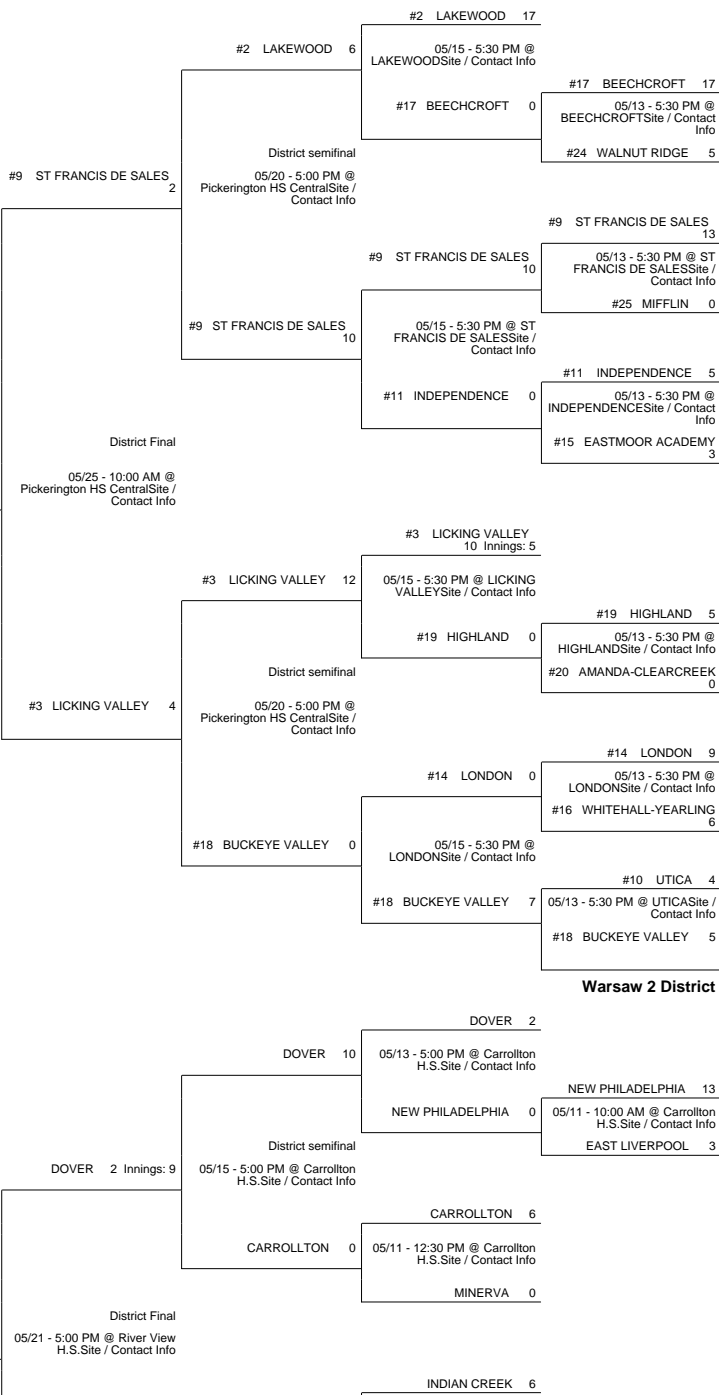 #2 LAKEWOOD 17
#2 LAKEWOOD 6
05/15 - 5:30 PM @
LAKEWOODSite / Contact Info
#17 BEECHCROFT 17
#17 BEECHCROFT 0
05/13 - 5:30 PM @
BEECHCROFTSite / Contact
Info
#24 WALNUT RIDGE 5
District semifinal
05/20 - 5:00 PM @
Pickerington HS CentralSite /
Contact Info
#9 ST FRANCIS DE SALES
2
#9 ST FRANCIS DE SALES
13
05/13 - 5:30 PM @ ST
FRANCIS DE SALESSite /
Contact Info
#25 MIFFLIN 0
#9 ST FRANCIS DE SALES
10
#9 ST FRANCIS DE SALES
10
05/15 - 5:30 PM @ ST
FRANCIS DE SALESSite /
Contact Info
#11 INDEPENDENCE 5
05/13 - 5:30 PM @
INDEPENDENCESite / Contact
Info
#11 INDEPENDENCE 0
#15 EASTMOOR ACADEMY
3
District Final
05/25 - 10:00 AM @
Pickerington HS CentralSite /
Contact Info
#3 LICKING VALLEY
10 Innings: 5
#3 LICKING VALLEY 12
05/15 - 5:30 PM @ LICKING
VALLEYSite / Contact Info
#19 HIGHLAND 5
#19 HIGHLAND 0
05/13 - 5:30 PM @
HIGHLANDSite / Contact Info
#20 AMANDA-CLEARCREEK
0
District semifinal
05/20 - 5:00 PM @
Pickerington HS CentralSite /
Contact Info
#3 LICKING VALLEY 4
#14 LONDON 9
#14 LONDON 0
05/13 - 5:30 PM @
LONDONSite / Contact Info
#16 WHITEHALL-YEARLING
6
#18 BUCKEYE VALLEY 0
05/15 - 5:30 PM @
LONDONSite / Contact Info
#10 UTICA 4
#18 BUCKEYE VALLEY 7
05/13 - 5:30 PM @ UTICASite /
Contact Info
#18 BUCKEYE VALLEY 5
Warsaw 2 District
DOVER 2
DOVER 10
05/13 - 5:00 PM @ Carrollton
H.S.Site / Contact Info
NEW PHILADELPHIA 13
NEW PHILADELPHIA 0
05/11 - 10:00 AM @ Carrollton
H.S.Site / Contact Info
EAST LIVERPOOL 3
District semifinal
05/15 - 5:00 PM @ Carrollton
H.S.Site / Contact Info
DOVER 2 Innings: 9
CARROLLTON 6
CARROLLTON 0
05/11 - 12:30 PM @ Carrollton
H.S.Site / Contact Info
MINERVA 0
District Final
05/21 - 5:00 PM @ River View
H.S.Site / Contact Info
INDIAN CREEK 6